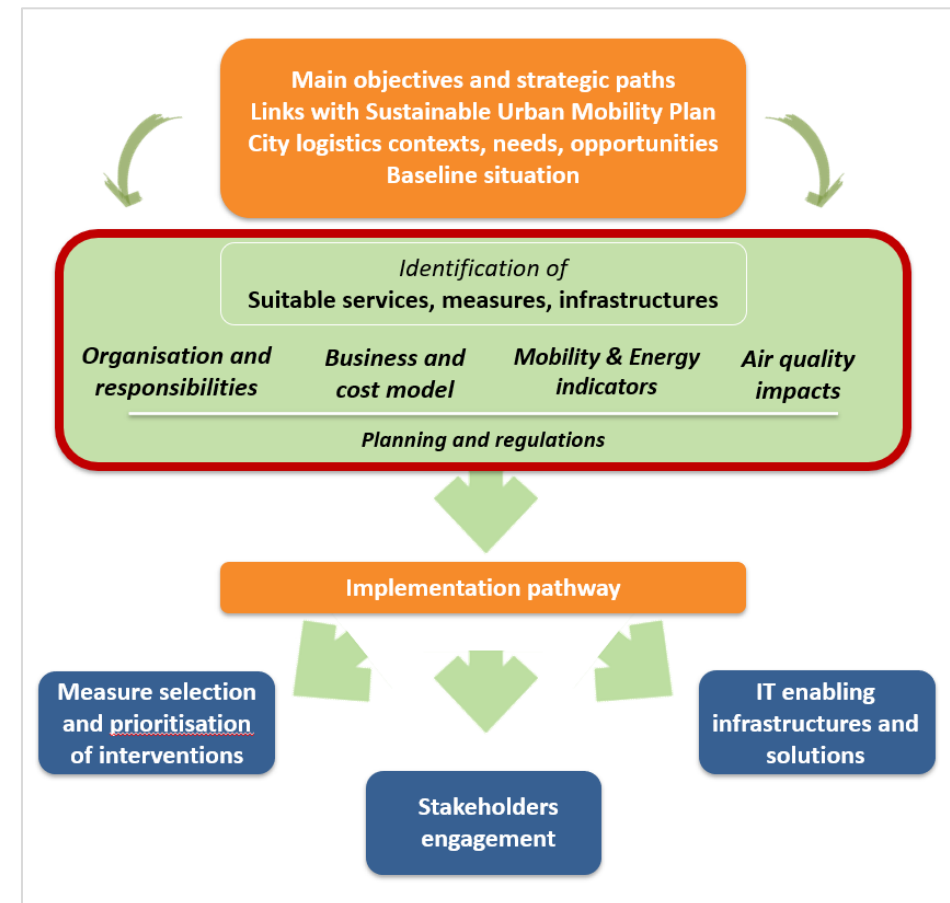 Main objectives and strategic paths
Links with Sustainable Urban Mobility Plan
City logistics contexts, needs, opportunities
Baseline situation
Identification of
Suitable services, measures, infrastructures
Organisation and
responsibilities
Business and
cost model
Mobility & Energy
indicators
Air quality
impacts
Planning and regulations
Implementation pathway
Measure selection
and prioritisation
of interventions
Stakeholders
engagement
IT enabling
infrastructures and
solutions